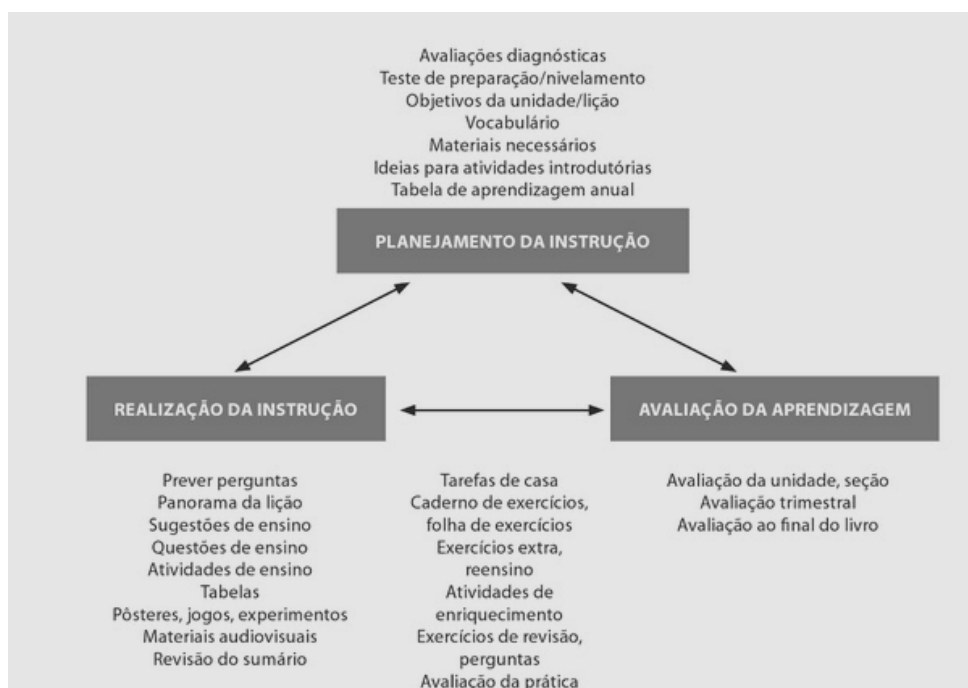 Avaliações diagnósticas
Teste de preparação/nivelamento
Objetivos da unidade/lição
Vocabulário
Materiais necessários
Ideias para atividades introdutórias
Tabela de aprendizagem anual
PLANEJAMENTO DA INSTRUÇÃO
REALIZAÇÃO DA INSTRUÇÃO
AVALIAÇÃO DA APRENDIZAGEM
Prever perguntas
Panorama da lição
Sugestões de ensino
Questões de ensino
Atividades de ensino
Tabelas
Pôsteres, jogos, experimentos
Materiais audiovisuais
Revisão do sumário
Tarefas de casa
Caderno de exercícios,
folha de exercícios
Exercícios extra,
reensino
Atividades de
enriquecimento
Exercícios de revisão,
perguntas
Avaliação da prática
Avaliação da unidade, seção
Avaliação trimestral
Avaliação ao final do livro